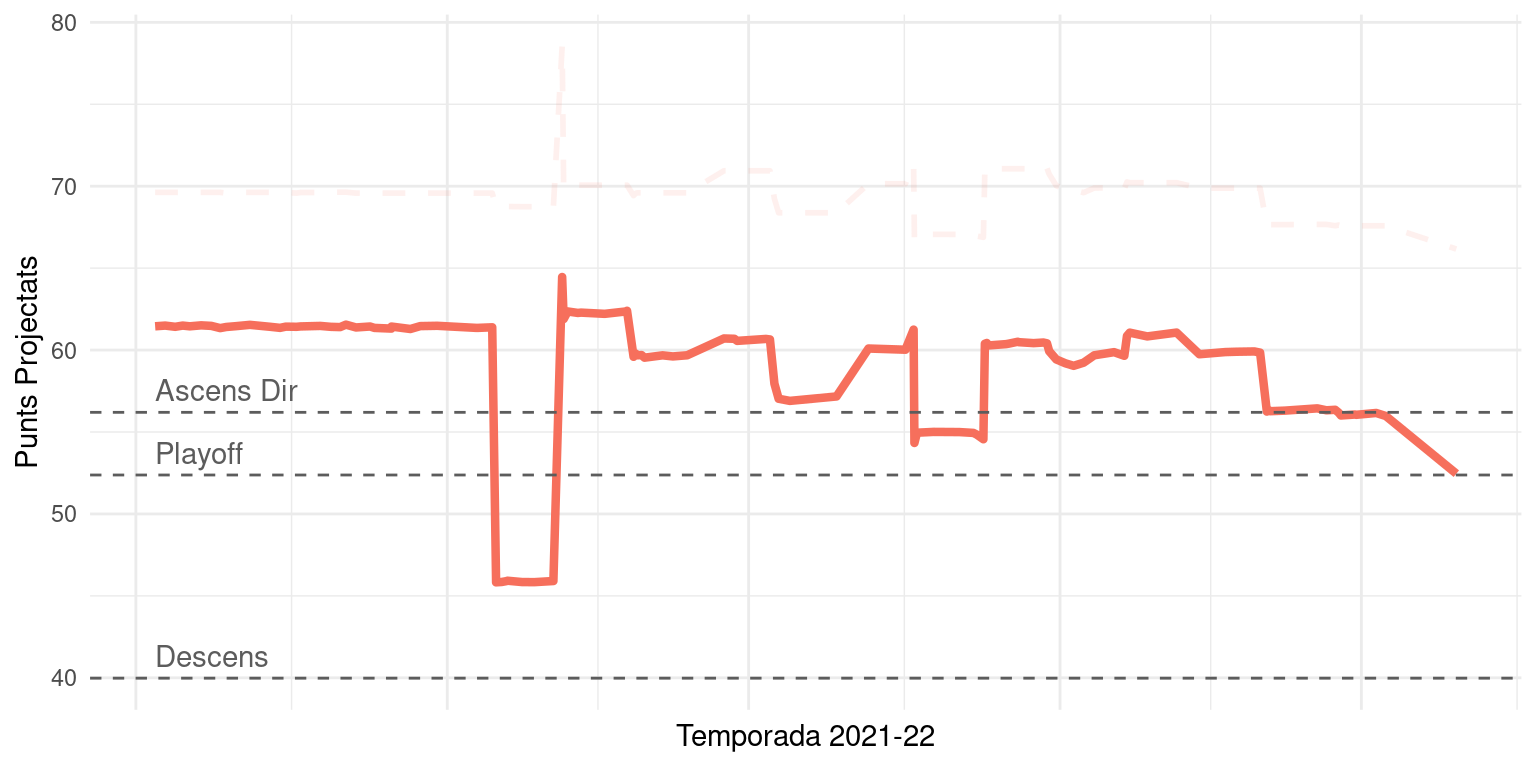 80
70
60
50
40
Punts Projectats
Ascens Dir
Playoff
Descens
Temporada 2021-22